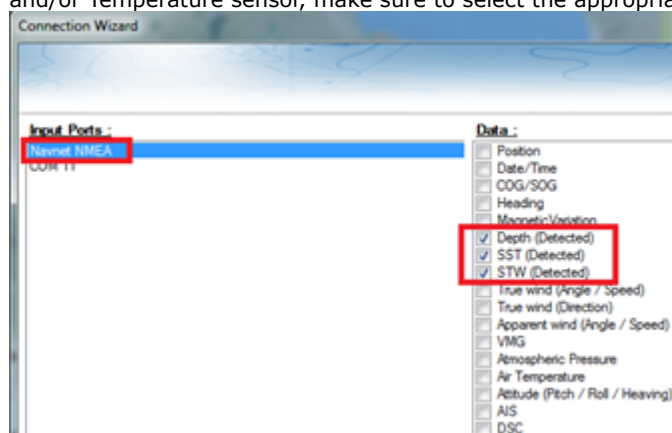 and/or Temperature sensor, make sure to select the appropria
Connection Wizard
Input Ports :
Navnet NMEA
COM 11
Data :
Position
Date/Time
COG/SOG
Heading
Magnetic Variation
Depth (Detected)
SST (Detected)
STW (Detected)
True wind (Angle / Speed)
True wind (Direction)
Apparent wind (Angle / Speed)
VMG
Atmospheric Pressure
Air Temperature
Attitude (Pitch / Roll / Heaving)
AIS
DSC